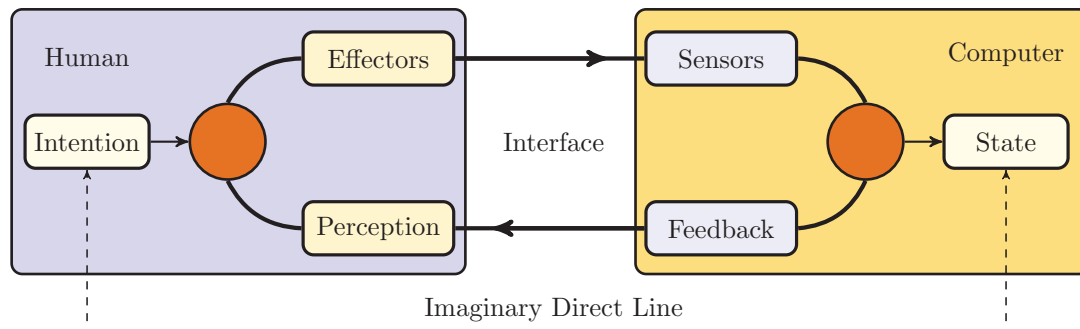 Human
Effectors
Sensors
Computer
Intention
Interface
State
Perception
Feedback
Imaginary Direct Line